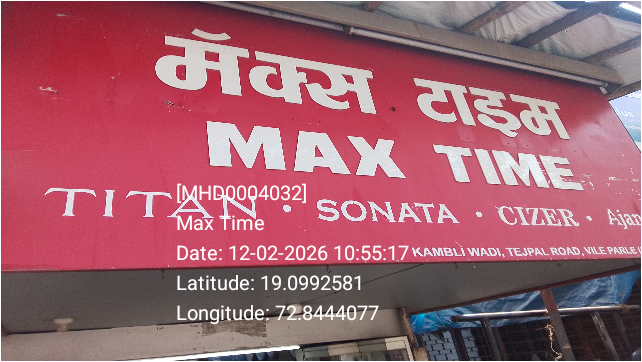 मॅक्स टाइम
MAX TIME
TITAN • SONATA • CIZER • Ajan
KAMBLI WADI, TEJPAL ROAD, VILE PARLE
[MHD0004032]
Max Time
Date: 12-02-2026 10:55:17
Latitude: 19.0992581
Longitude: 72.8444077